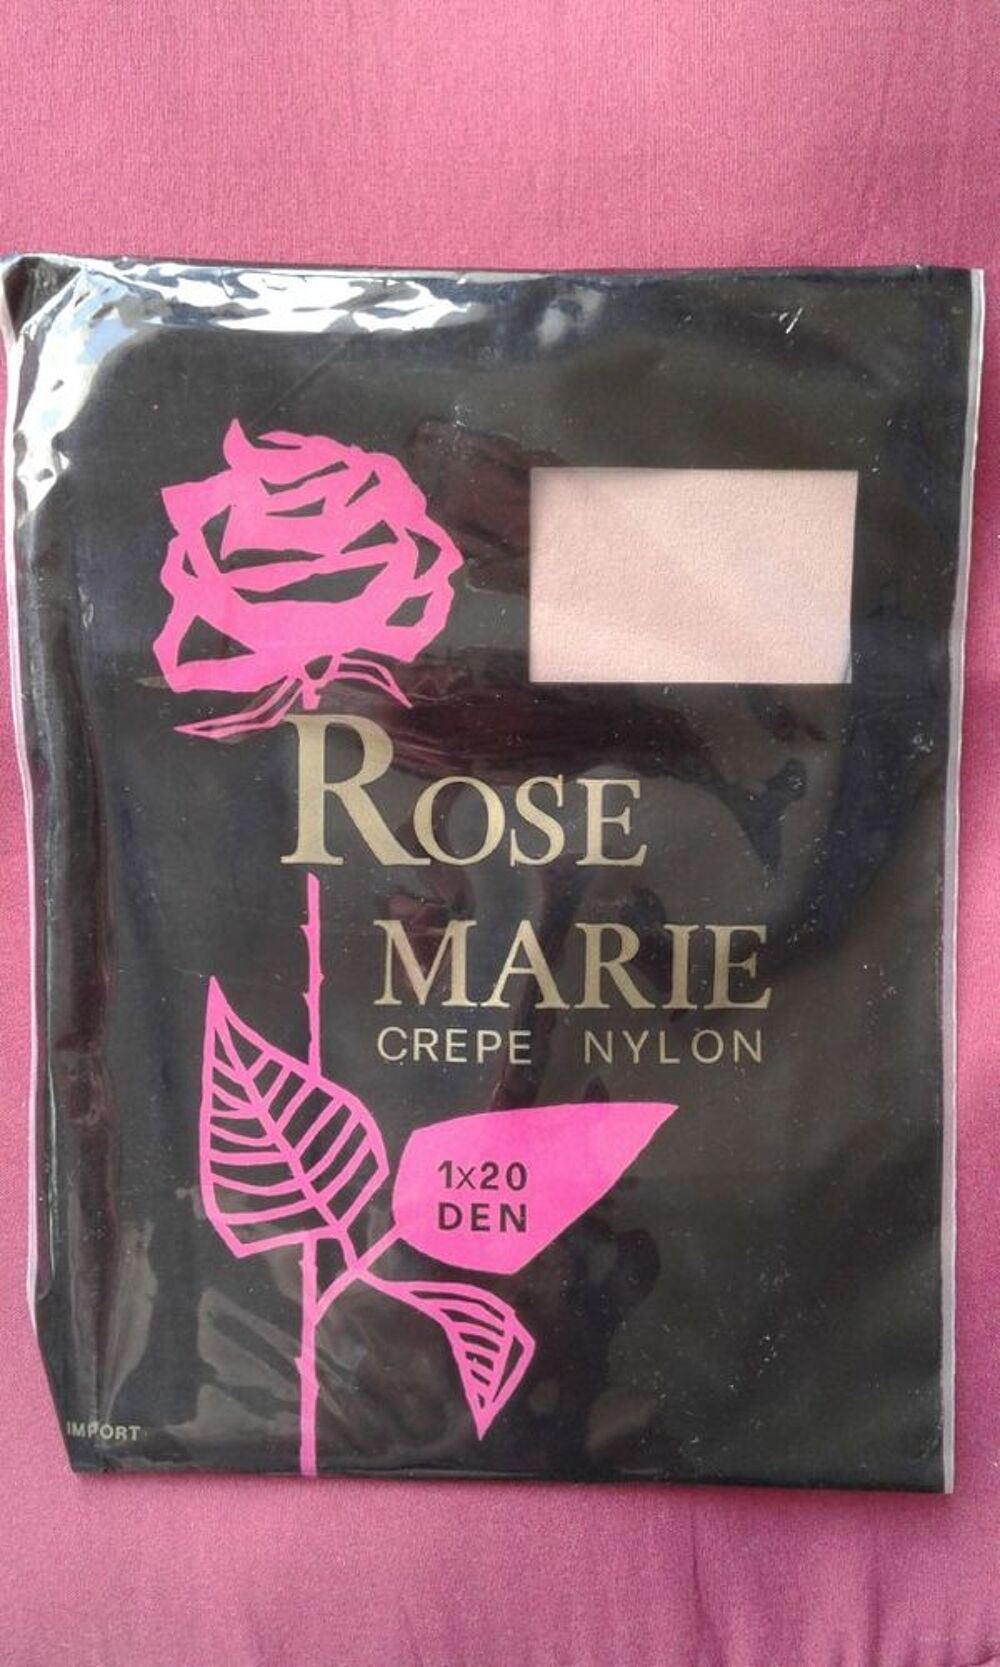 ROSE
MARIE
CREPE NYLON
1x20
DEN
IMPORT